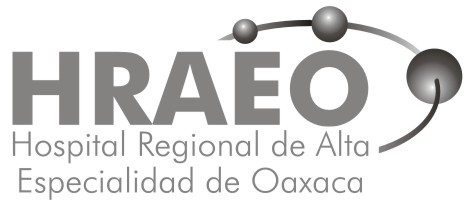 HRAEO
Hospital Regional de Alta
Especialidad de Oaxaca